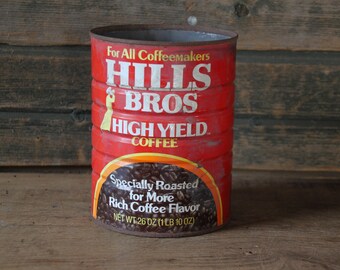 For All Coffeemakers
HILLS
BROS
HIGH YIELD
COFFEE
Specially Roasted
for More
Rich Coffee Flavor
NET WT 26 OZ (1 LB 10 OZ)